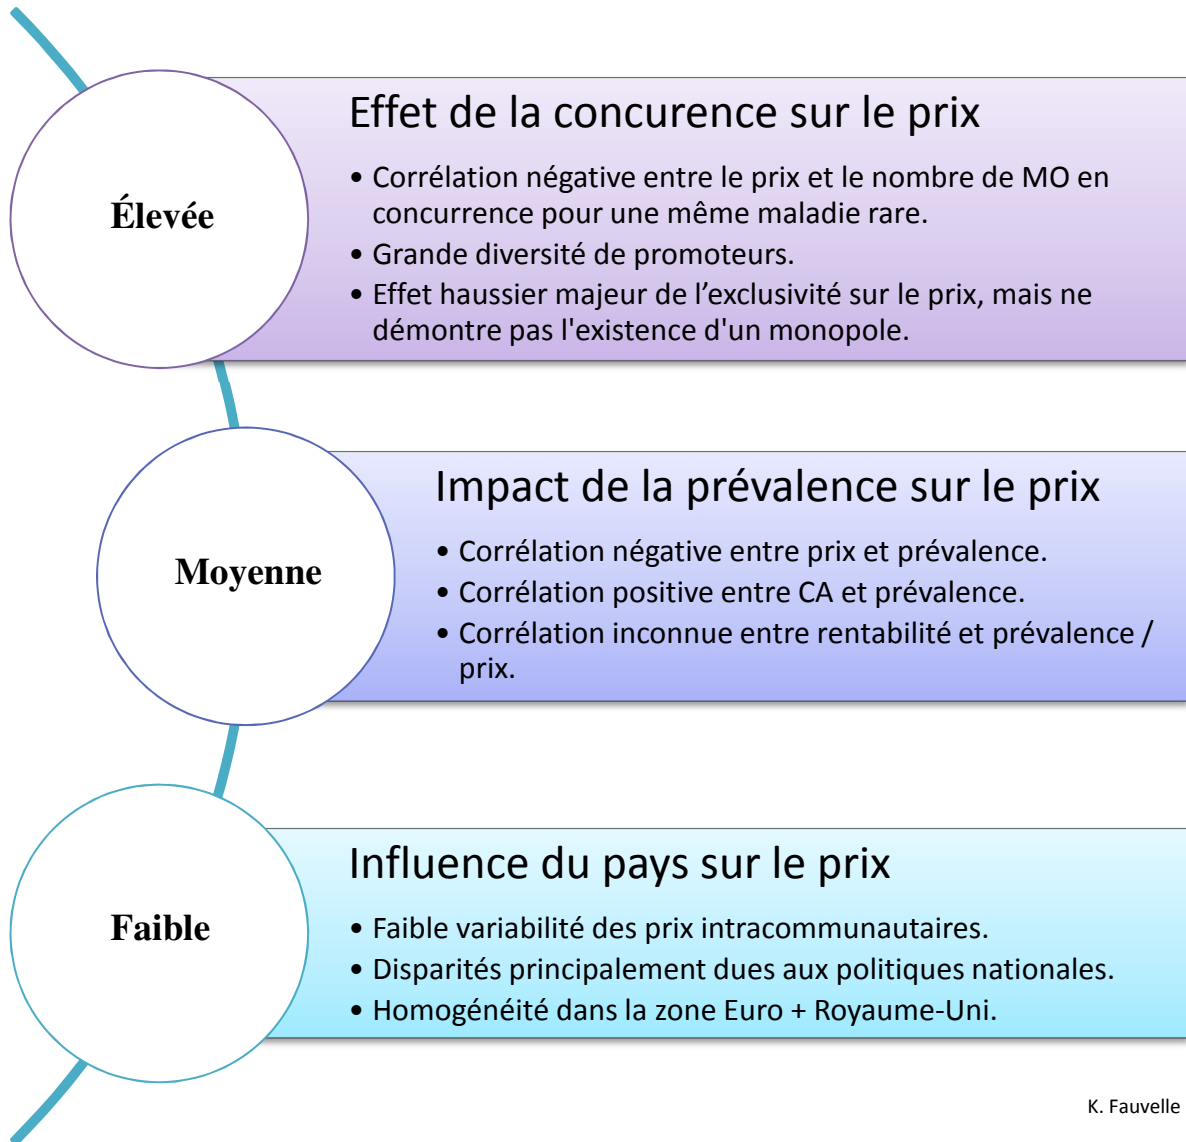 Élevée
Effet de la concurence sur le prix
• Corrélation négative entre le prix et le nombre de MO en
concurrence pour une même maladie rare.
• Grande diversité de promoteurs.
• Effet haussier majeur de l’exclusivité sur le prix, mais ne
démontre pas l'existence d'un monopole.
Moyenne
Impact de la prévalence sur le prix
• Corrélation négative entre prix et prévalence.
• Corrélation positive entre CA et prévalence.
• Corrélation inconnue entre rentabilité et prévalence /
prix.
Faible
Influence du pays sur le prix
• Faible variabilité des prix intracommunautaires.
• Disparités principalement dues aux politiques nationales.
• Homogénéité dans la zone Euro + Royaume-Uni.
K. Fauvelle